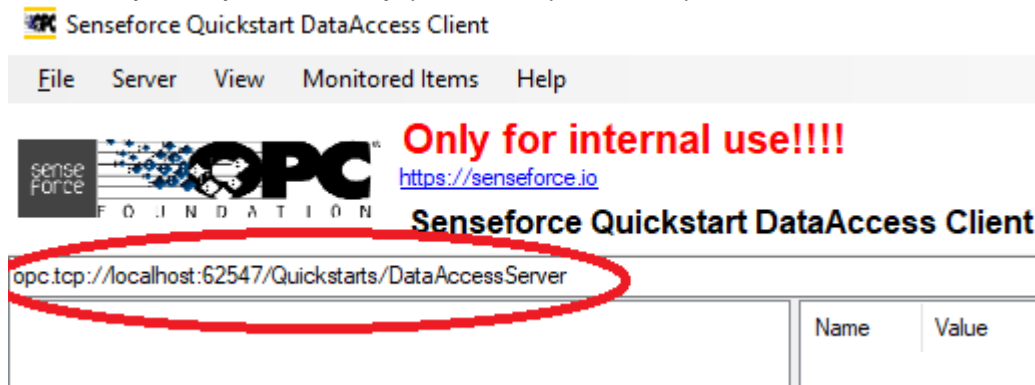 Senseforce Quickstart DataAccess Client
File Server View Monitored Items Help
Only for internal use!!!!
sense
force
OPC
FOUNDATION
https://senseforce.io
Senseforce Quickstart DataAccess Client
opc.tcp://localhost:62547/Quickstarts/DataAccessServer
Name Value